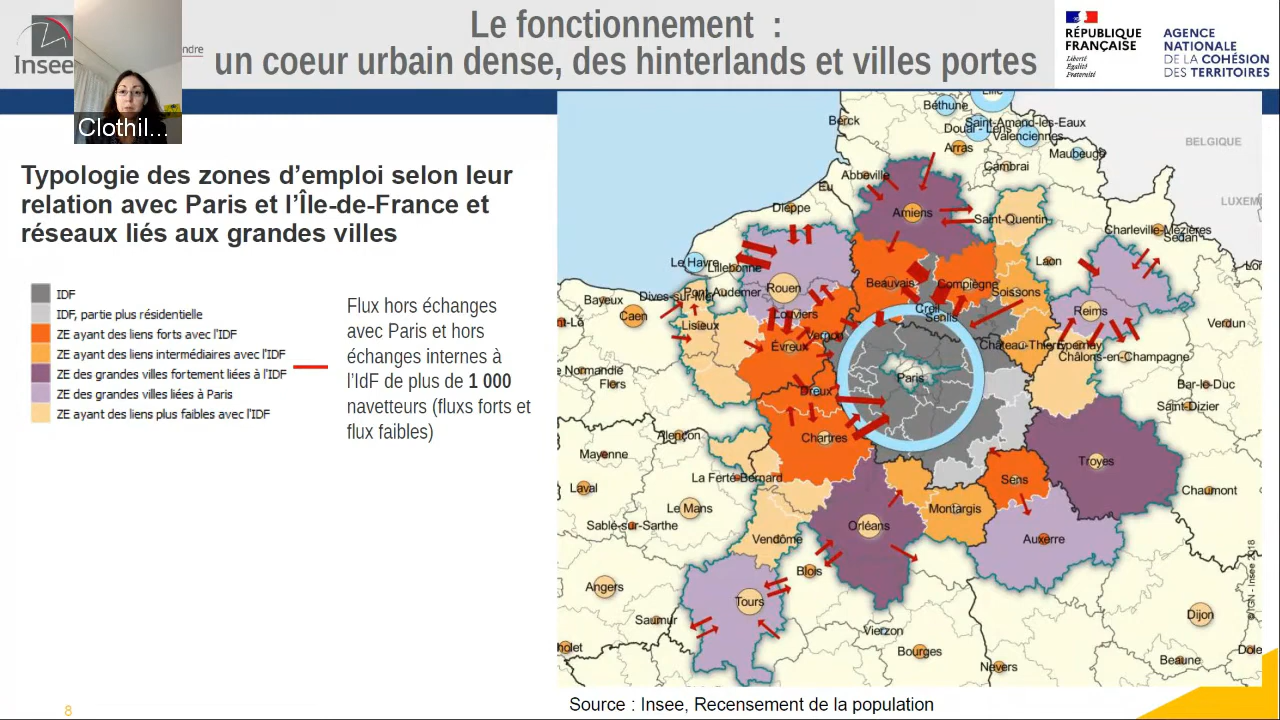 Le fonctionnement :
un coeur urbain dense, des hinterlands et villes portes
Insee
ndre
RÉPUBLIQUE
FRANÇAISE
Liberté
Égalité
Fraternité
AGENCE
NATIONALE
DE LA COHÉSION
DES TERRITOIRES
Clothil...
Typologie des zones d'emploi selon leur
relation avec Paris et l'Île-de-France et
réseaux liés aux grandes villes
IDF
IDF, partie plus résidentielle
ZE ayant des liens forts avec l'IDF
ZE ayant des liens intermédiaires avec l'IDF
ZE des grandes villes fortement liées à l'IDF
ZE des grandes villes liées à Paris
ZE ayant des liens plus faibles avec l'IDF
Flux hors échanges
avec Paris et hors
échanges internes à
l'IdF de plus de 1 000
navetteurs (fluxs forts et
flux faibles)
Lille
Béthune
Berck
Saint-Amand-les-Eaux
Douai - Lens
Valenciennes
BELGIQUE
Arras
Maubeuge
Cambrai
Abbeville
Eu
LUXEM
Dieppe
Amiens
Saint-Quentin
Charleville-Mézières
Sedan
Le Havre
Lillebonne
Laon
Beauvais
Compiègne
Rouen
Soissons
Dives-sur-Mer
Pont-Audemer
Bayeux
Caen
Louviers
Creil
Senlis
Reims
nt-Lô
Lisieux
Verdun
Vernon
Évreux
Château-Thierry
Épernay
Châlons-en-Champagne
e Normandie
Flers
Paris
Bar-le-Duc
Dreux
Saint-Dizier
Alençon
Chartres
Mayenne
Troyes
La Ferté-Bernard
Sens
Laval
Chaumont
Le Mans
Montargis
Sablé-sur-Sarthe
Orléans
Vendôme
Auxerre
Blois
Angers
Tours
Dijon
Saumur
Vierzon
holet
Bourges
Dole
Beaune
Nevers
©IGN - Insee 2018
Source : Insee, Recensement de la population
8